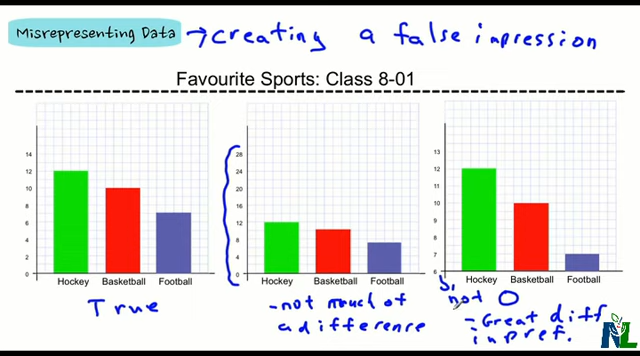 Misrepresenting Data → creating a false impression
Favourite Sports: Class 8-01
14
12
10
8
6
4
2
0
Hockey Basketball Football
True
28
24
20
16
12
8
4
0
Hockey Basketball Football
-not much of
a difference
13
12
11
10
9
8
7
6
Hockey Basketball Football
not 0
-Great diff
in pref.
NL